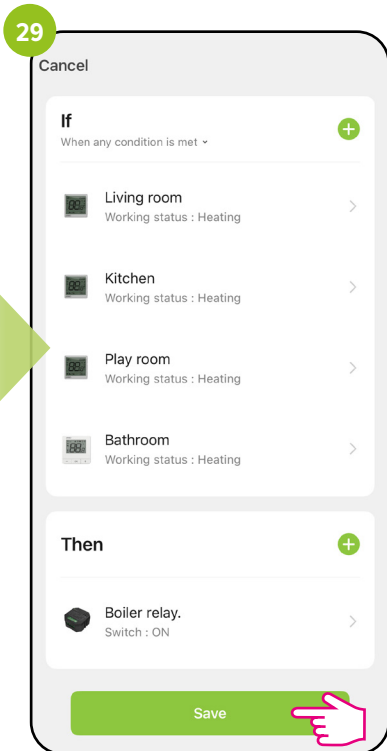 29
Cancel
If
When any condition is met
Living room
Working status : Heating
Kitchen
Working status : Heating
Play room
Working status : Heating
Bathroom
Working status : Heating
Then
Boiler relay.
Switch : ON
Save